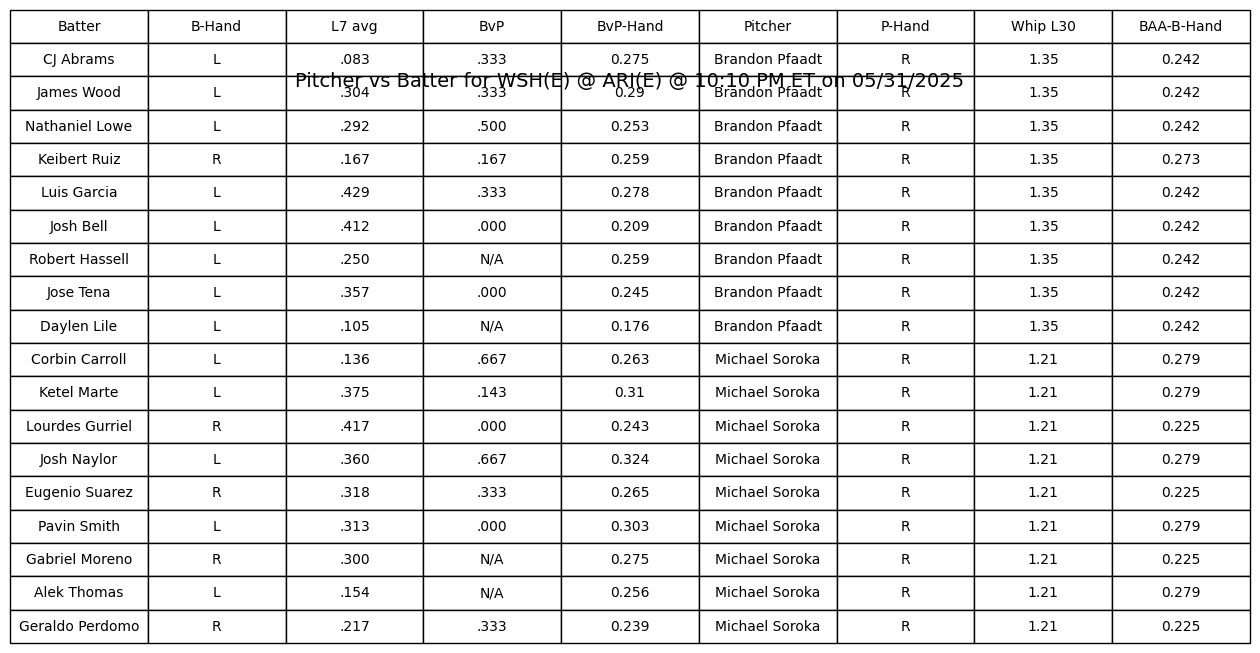 Batter B-Hand L7 avg BvP BvP-Hand Pitcher P-Hand Whip L30 BAA-B-Hand
CJ Abrams L .083 .333 0.275 Brandon Pfaadt R 1.35 0.242
Pitcher vs Batter for WSH(E) @ ARI(E) @ 10:10 PM ET on 05/31/2025
James Wood L .304 .333 0.29 Brandon Pfaadt R 1.35 0.242
Nathaniel Lowe L .292 .500 0.253 Brandon Pfaadt R 1.35 0.242
Keibert Ruiz R .167 .167 0.259 Brandon Pfaadt R 1.35 0.273
Luis Garcia L .429 .333 0.278 Brandon Pfaadt R 1.35 0.242
Josh Bell L .412 .000 0.209 Brandon Pfaadt R 1.35 0.242
Robert Hassell L .250 N/A 0.259 Brandon Pfaadt R 1.35 0.242
Jose Tena L .357 .000 0.245 Brandon Pfaadt R 1.35 0.242
Daylen Lile L .105 N/A 0.176 Brandon Pfaadt R 1.35 0.242
Corbin Carroll L .136 .667 0.263 Michael Soroka R 1.21 0.279
Ketel Marte L .375 .143 0.31 Michael Soroka R 1.21 0.279
Lourdes Gurriel R .417 .000 0.243 Michael Soroka R 1.21 0.225
Josh Naylor L .360 .667 0.324 Michael Soroka R 1.21 0.279
Eugenio Suarez R .318 .333 0.265 Michael Soroka R 1.21 0.225
Pavin Smith L .313 .000 0.303 Michael Soroka R 1.21 0.279
Gabriel Moreno R .300 N/A 0.275 Michael Soroka R 1.21 0.225
Alek Thomas L .154 N/A 0.256 Michael Soroka R 1.21 0.279
Geraldo Perdomo R .217 .333 0.239 Michael Soroka R 1.21 0.225